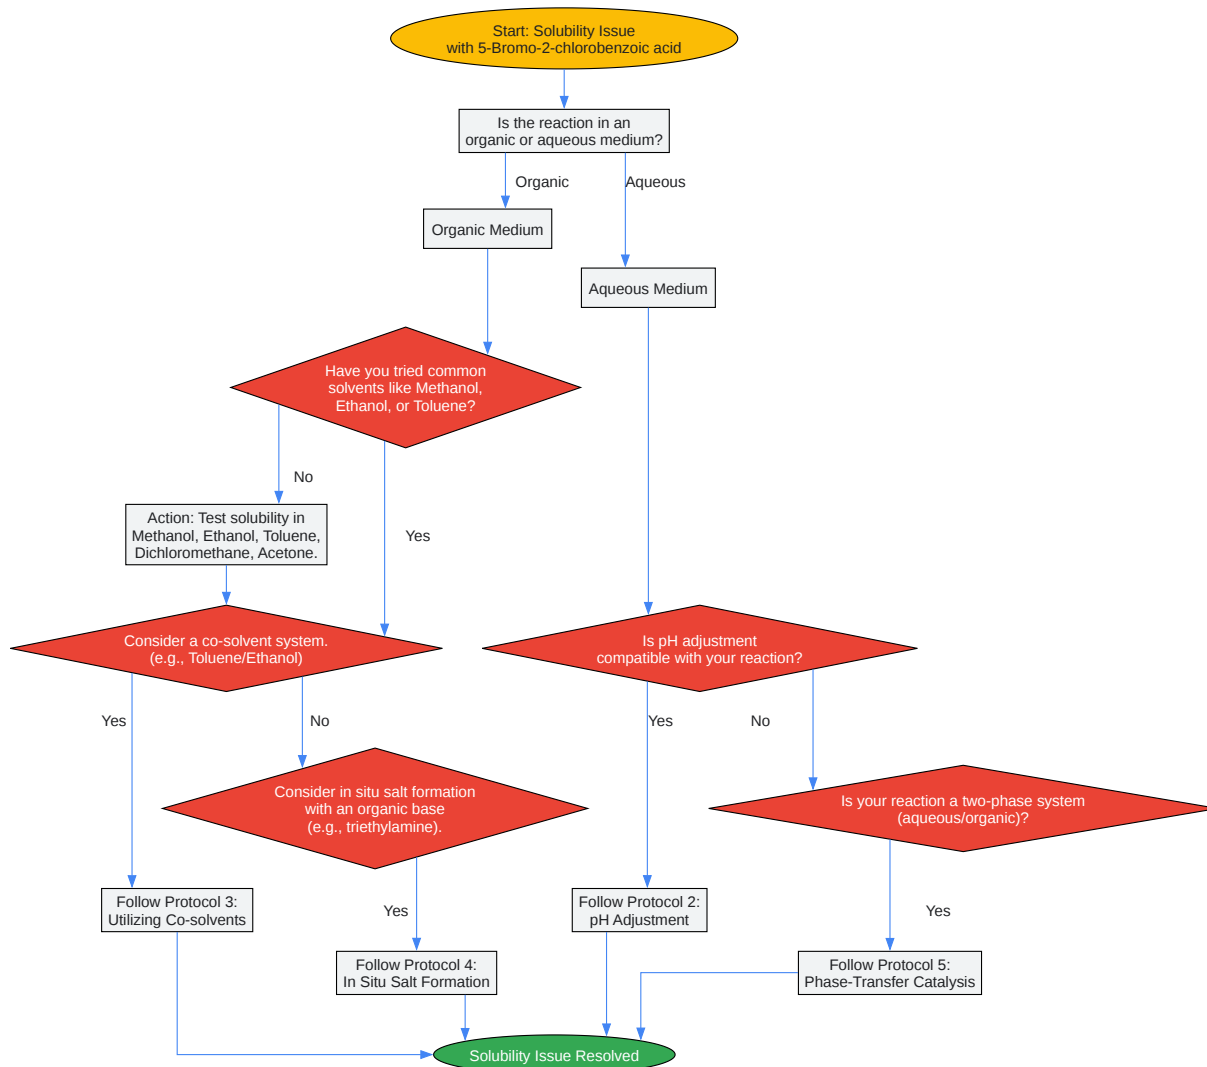 Start: Solubility Issue
with 5-Bromo-2-chlorobenzoic acid
Is the reaction in an
organic or aqueous medium?
Organic
Aqueous
Organic Medium
Aqueous Medium
Have you tried common
solvents like Methanol,
Ethanol, or Toluene?
No
Yes
Action: Test solubility in
Methanol, Ethanol, Toluene,
Dichloromethane, Acetone.
Consider a co-solvent system.
(e.g., Toluene/Ethanol)
Is pH adjustment
compatible with your reaction?
Yes
No
Yes
No
Consider in situ salt formation
with an organic base
(e.g., triethylamine).
Is your reaction a two-phase system
(aqueous/organic)?
Follow Protocol 3:
Utilizing Co-solvents
Yes
Follow Protocol 2:
pH Adjustment
Yes
Follow Protocol 4:
In Situ Salt Formation
Follow Protocol 5:
Phase-Transfer Catalysis
Solubility Issue Resolved